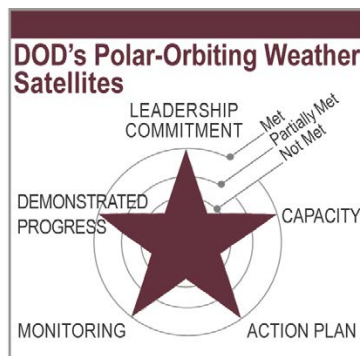 DOD's Polar-Orbiting Weather
Satellites
LEADERSHIP
COMMITMENT
Met
Partially Met
Not Met
DEMONSTRATED
PROGRESS
CAPACITY
MONITORING
ACTION PLAN